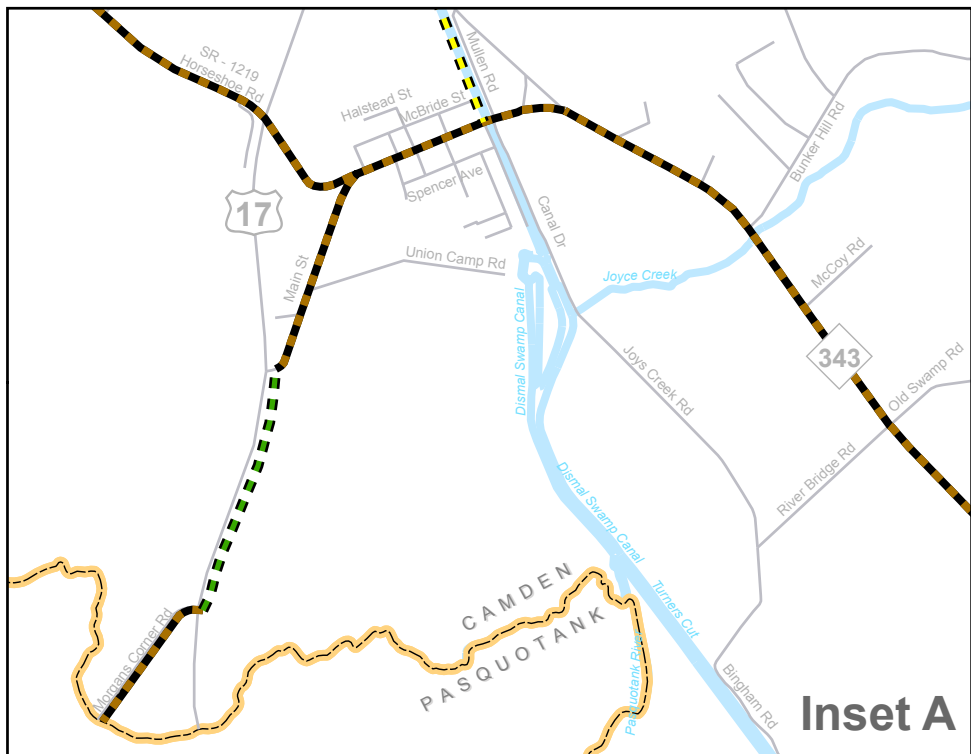 SR - 1219
Horseshoe Rd
Mullen Rd
Halstead St
McBride St
Spencer Ave
17
Main St
Union Camp Rd
Canal Dr
Joyce Creek
Bunker Hill Rd
McCoy Rd
343
Old Swamp Rd
River Bridge Rd
Joys Creek Rd
Dismal Swamp Canal
Dismal Swamp Canal
Turners Cut
CAMDEN
PASQUOTANK
Pasquotank River
Morgans Corner Rd
Bingham Rd
Inset A